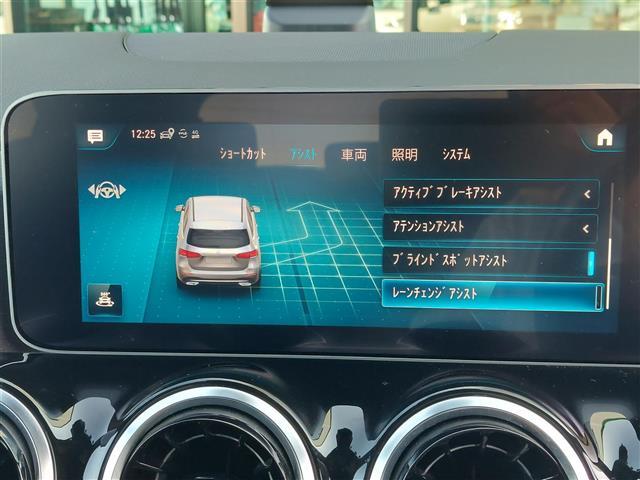 12:25 4G
ショートカット アシスト 車両 照明 システム
アクティブブレーキアシスト
アテンションアシスト
ブラインドスポットアシスト
レーンチェンジアシスト
360°